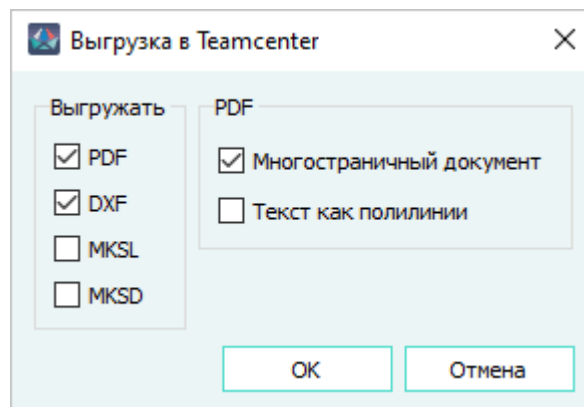 Выгрузка в Teamcenter
Выгружать
PDF
DXF
MKSL
MKSD
PDF
Многостраничный документ
Текст как полилинии
OK
Отмена